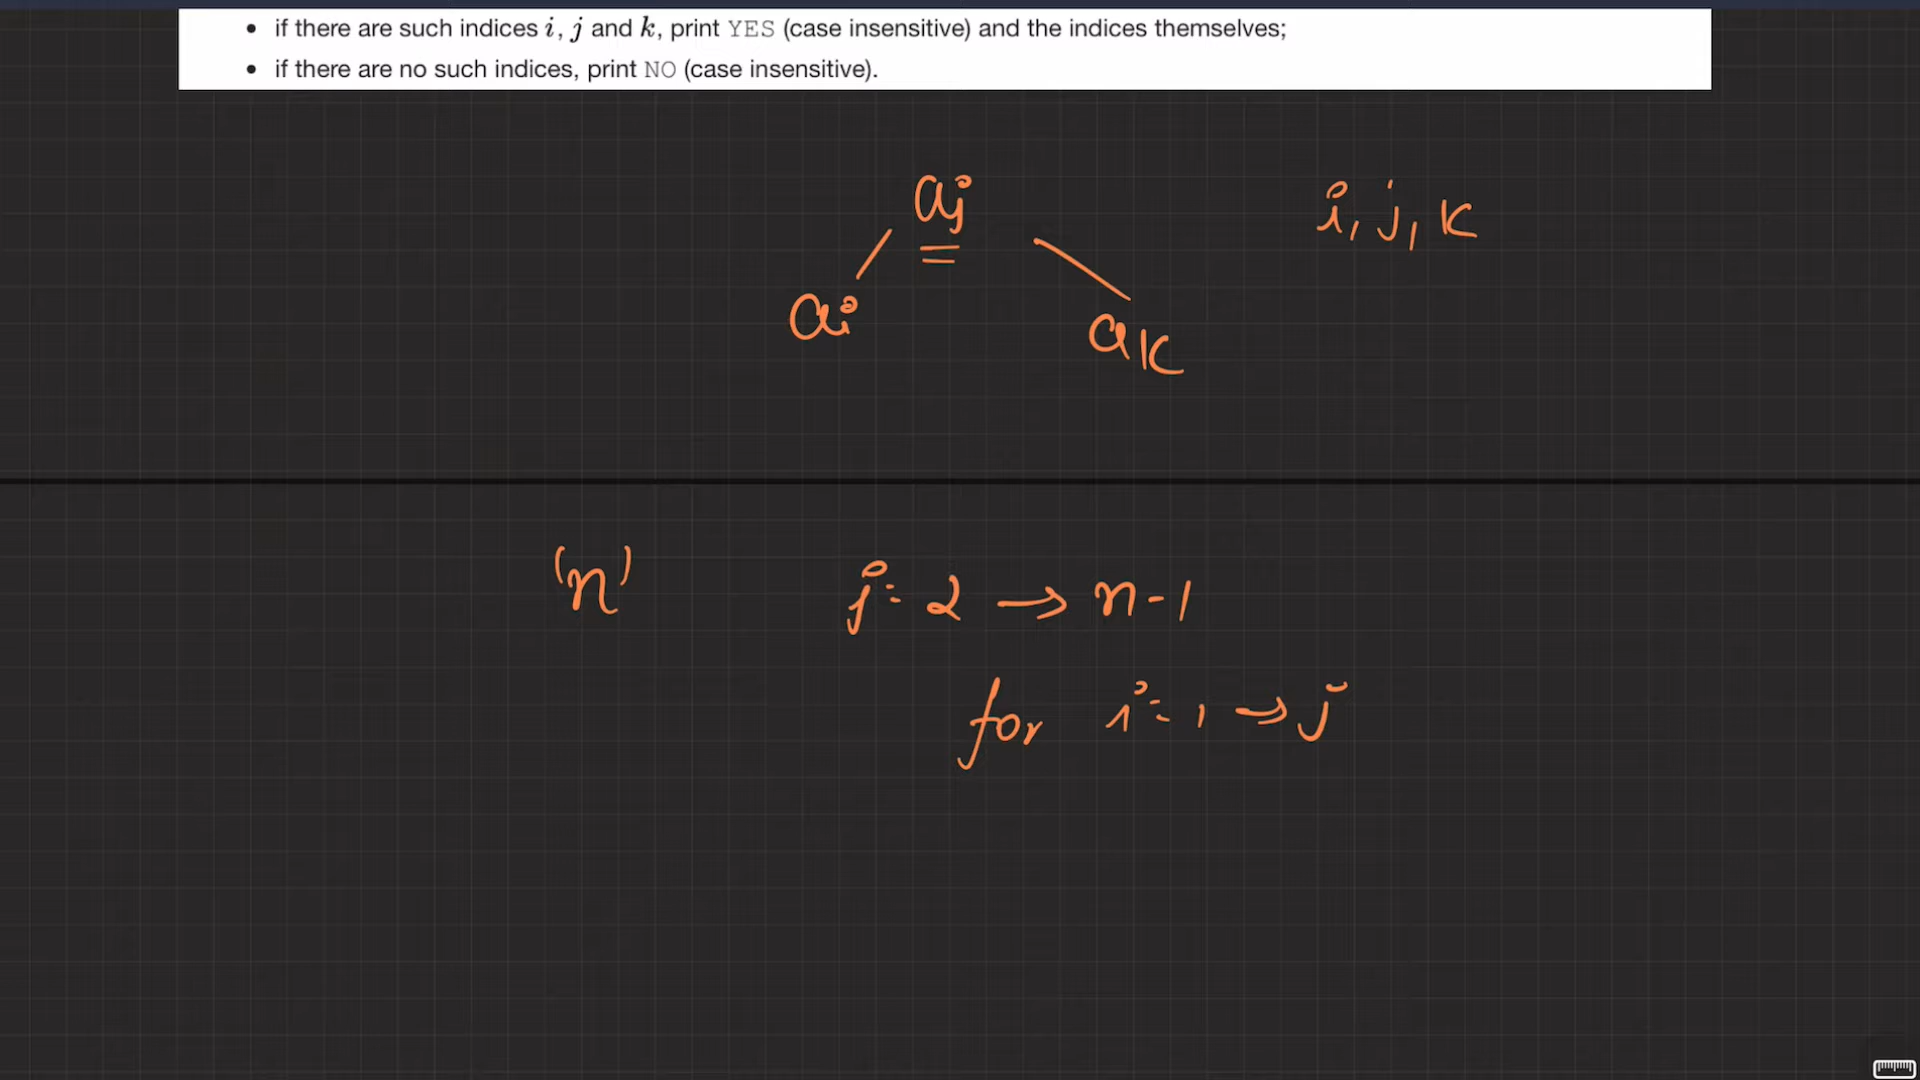 • if there are such indices i, j and k, print YES (case insensitive) and the indices themselves;
• if there are no such indices, print NO (case insensitive).
aj
i, j, k
ai
ak
'n'
j = 2 → n - 1
for i = 1 → j